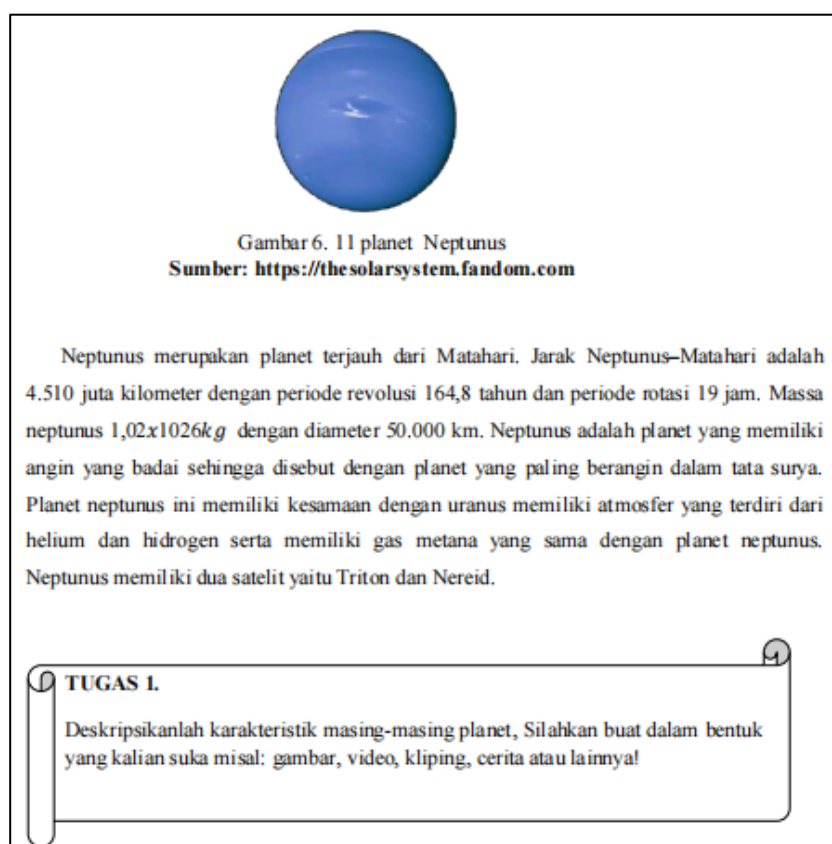 Gambar 6. 11 planet Neptunus
Sumber: https://thesolarsystem.fandom.com
Neptunus merupakan planet terjauh dari Matahari. Jarak Neptunus–Matahari adalah
4.510 juta kilometer dengan periode revolusi 164,8 tahun dan periode rotasi 19 jam. Massa
neptunus 1,02x1026kg dengan diameter 50.000 km. Neptunus adalah planet yang memiliki
angin yang badai sehingga disebut dengan planet yang paling berangin dalam tata surya.
Planet neptunus ini memiliki kesamaan dengan uranus memiliki atmosfer yang terdiri dari
helium dan hidrogen serta memiliki gas metana yang sama dengan planet neptunus.
Neptunus memiliki dua satelit yaitu Triton dan Nereid.
TUGAS 1.
Deskripsikanlah karakteristik masing-masing planet, Silahkan buat dalam bentuk
yang kalian suka misal: gambar, video, kliping, cerita atau lainnya!